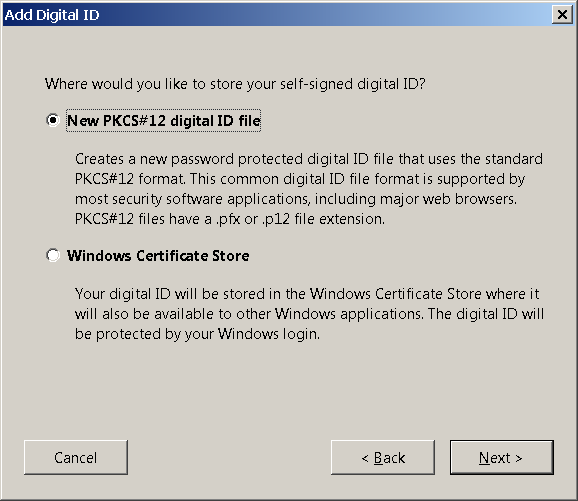 Add Digital ID
Where would you like to store your self-signed digital ID?
New PKCS#12 digital ID file
Creates a new password protected digital ID file that uses the standard
PKCS#12 format. This common digital ID file format is supported by
most security software applications, including major web browsers.
PKCS#12 files have a .pfx or .p12 file extension.
Windows Certificate Store
Your digital ID will be stored in the Windows Certificate Store where it
will also be available to other Windows applications. The digital ID will
be protected by your Windows login.
Cancel
< Back
Next >